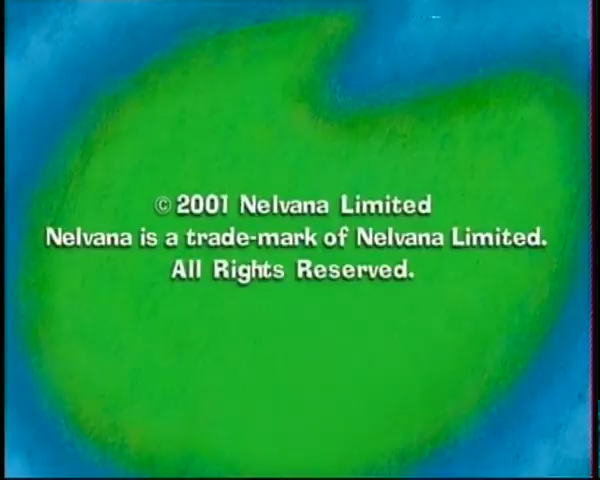 © 2001 Nelvana Limited
Nelvana is a trade-mark of Nelvana Limited.
All Rights Reserved.